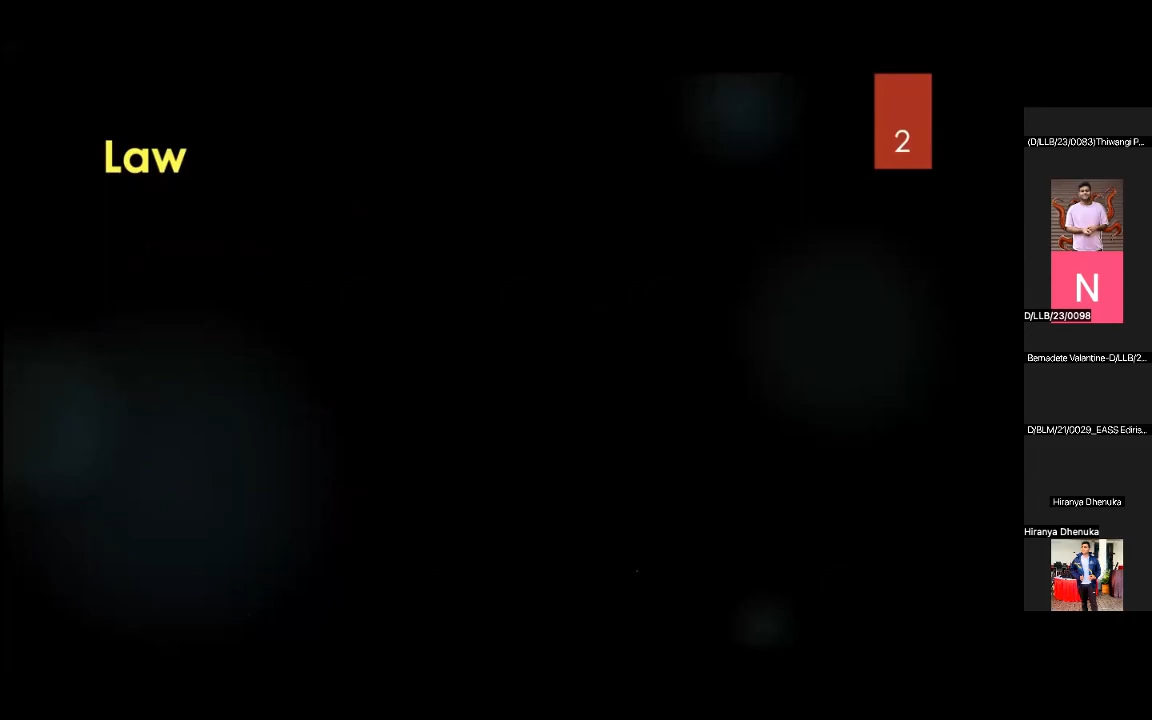 Law
2
(D/LLB/23/0083)Thiwangi P...
N
D/LLB/23/0098
Bernadete Valantine-D/LLB/2...
D/BLM/21/0029_EASS Ediris...
Hiranya Dhenuka
Hiranya Dhenuka